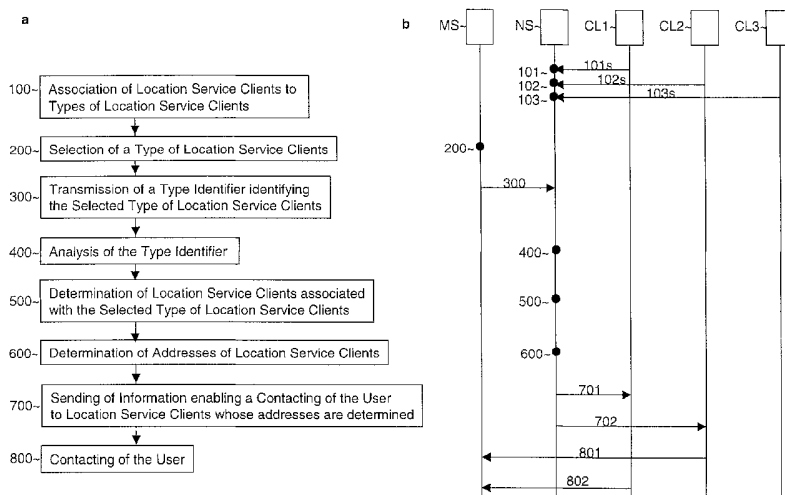 a
100~ Association of Location Service Clients to
Types of Location Service Clients
200~ Selection of a Type of Location Service Clients
300~ Transmission of a Type Identifier identifying
the Selected Type of Location Service Clients
400~ Analysis of the Type Identifier
500~ Determination of Location Service Clients associated
with the Selected Type of Location Service Clients
600~ Determination of Addresses of Location Service Clients
700~ Sending of Information enabling a Contacting of the User
to Location Service Clients whose addresses are determined
800~ Contacting of the User
b
MS~ NS~ CL1~ CL2~ CL3~
101~ 101s
102~ 102s
103~ 103s
200~
300
400~
500~
600~
701
702
801
802